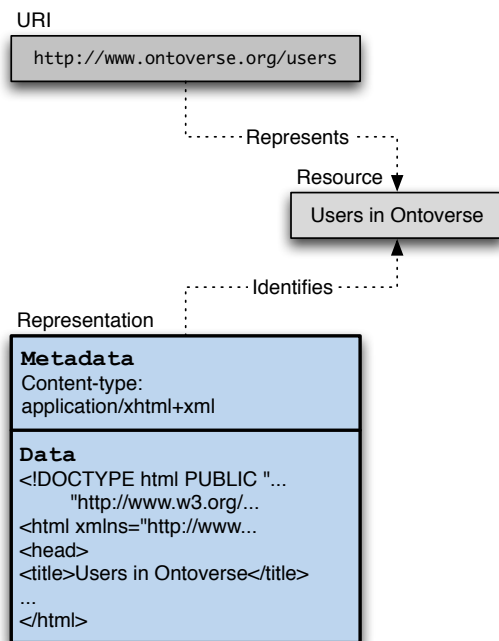 URI
http://www.ontoverse.org/users
Represents
Resource
Users in Ontoverse
Identifies
Representation
Metadata
Content-type:
application/xhtml+xml
Data
<!DOCTYPE html PUBLIC "...
"http://www.w3.org/...
<html xmlns="http://www...
<head>
<title>Users in Ontoverse</title>
...
</html>